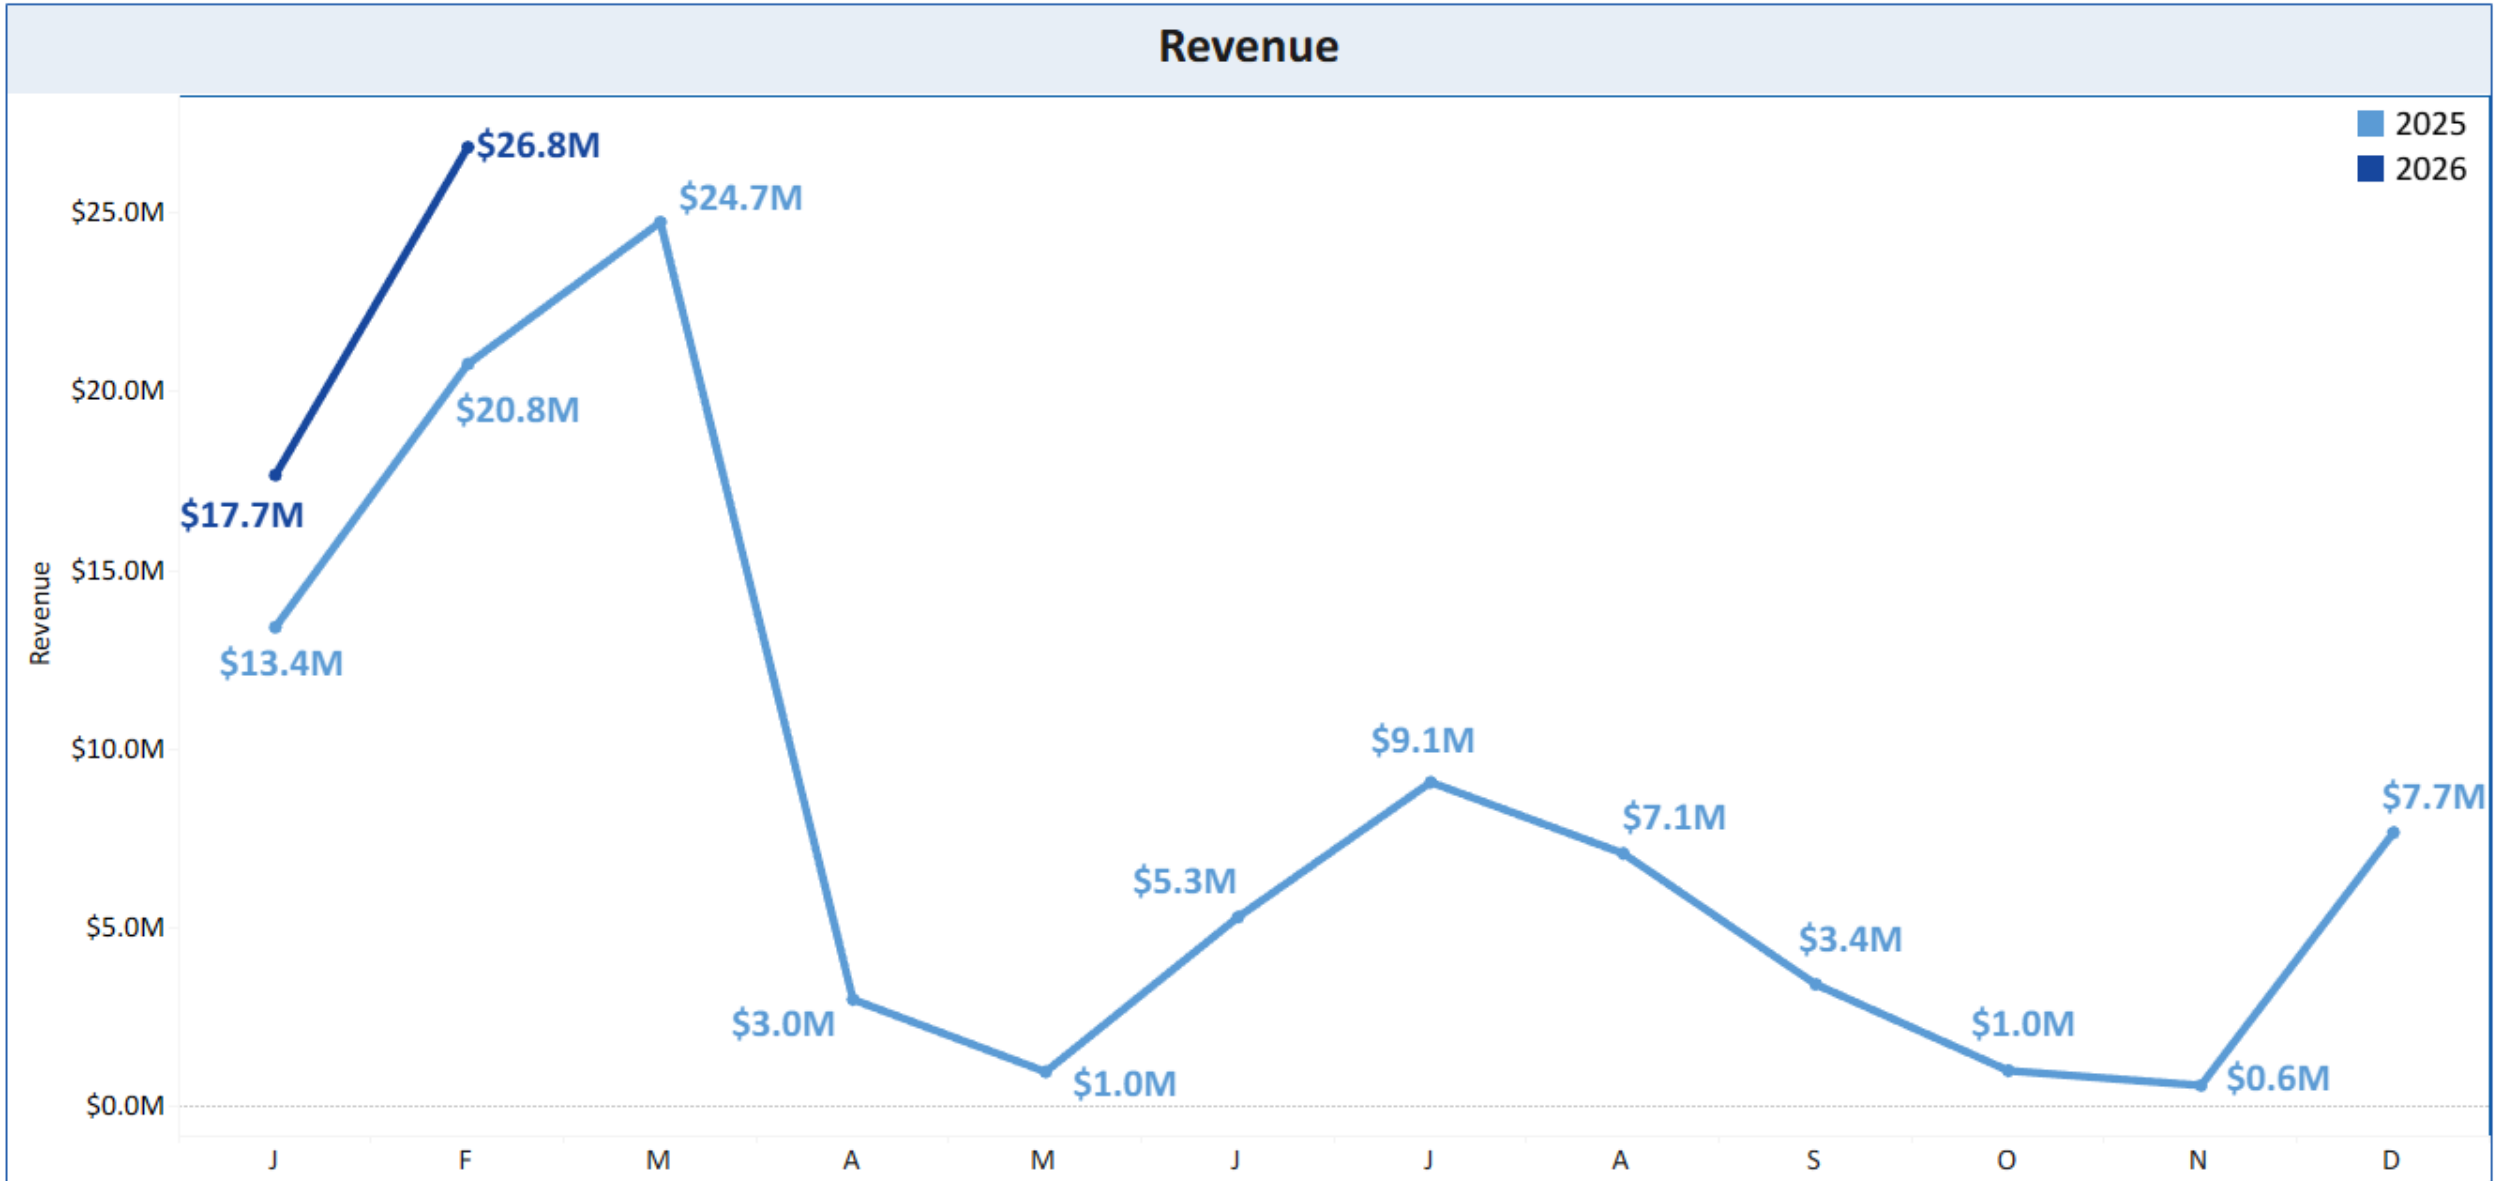 Revenue
2025
2026
$26.8M
$24.7M
$25.0M
$20.0M
$20.8M
$17.7M
$15.0M
Revenue
$13.4M
$10.0M
$9.1M
$7.7M
$7.1M
$5.3M
$5.0M
$3.4M
$3.0M
$1.0M
$1.0M
$0.6M
$0.0M
J F M A M J J A S O N D